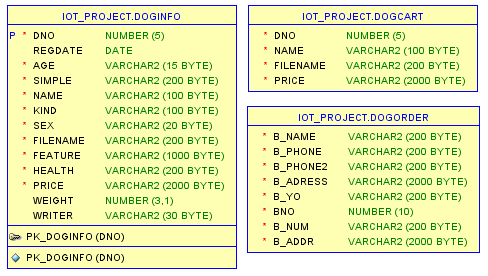 IOT_PROJECT.DOGINFO
P * DNO NUMBER (5)
REGDATE DATE
* AGE VARCHAR2 (15 BYTE)
* SIMPLE VARCHAR2 (200 BYTE)
* NAME VARCHAR2 (100 BYTE)
* KIND VARCHAR2 (100 BYTE)
* SEX VARCHAR2 (20 BYTE)
* FILENAME VARCHAR2 (200 BYTE)
* FEATURE VARCHAR2 (1000 BYTE)
* HEALTH VARCHAR2 (200 BYTE)
* PRICE VARCHAR2 (2000 BYTE)
WEIGHT NUMBER (3,1)
WRITER VARCHAR2 (30 BYTE)
PK_DOGINFO (DNO)
PK_DOGINFO (DNO)
IOT_PROJECT.DOGCART
* DNO NUMBER (5)
* NAME VARCHAR2 (100 BYTE)
* FILENAME VARCHAR2 (200 BYTE)
* PRICE VARCHAR2 (2000 BYTE)
IOT_PROJECT.DOGORDER
* B_NAME VARCHAR2 (200 BYTE)
* B_PHONE VARCHAR2 (200 BYTE)
* B_PHONE2 VARCHAR2 (200 BYTE)
* B_ADRESS VARCHAR2 (2000 BYTE)
* B_YO VARCHAR2 (200 BYTE)
* BNO NUMBER (10)
* B_NUM VARCHAR2 (200 BYTE)
* B_ADDR VARCHAR2 (2000 BYTE)